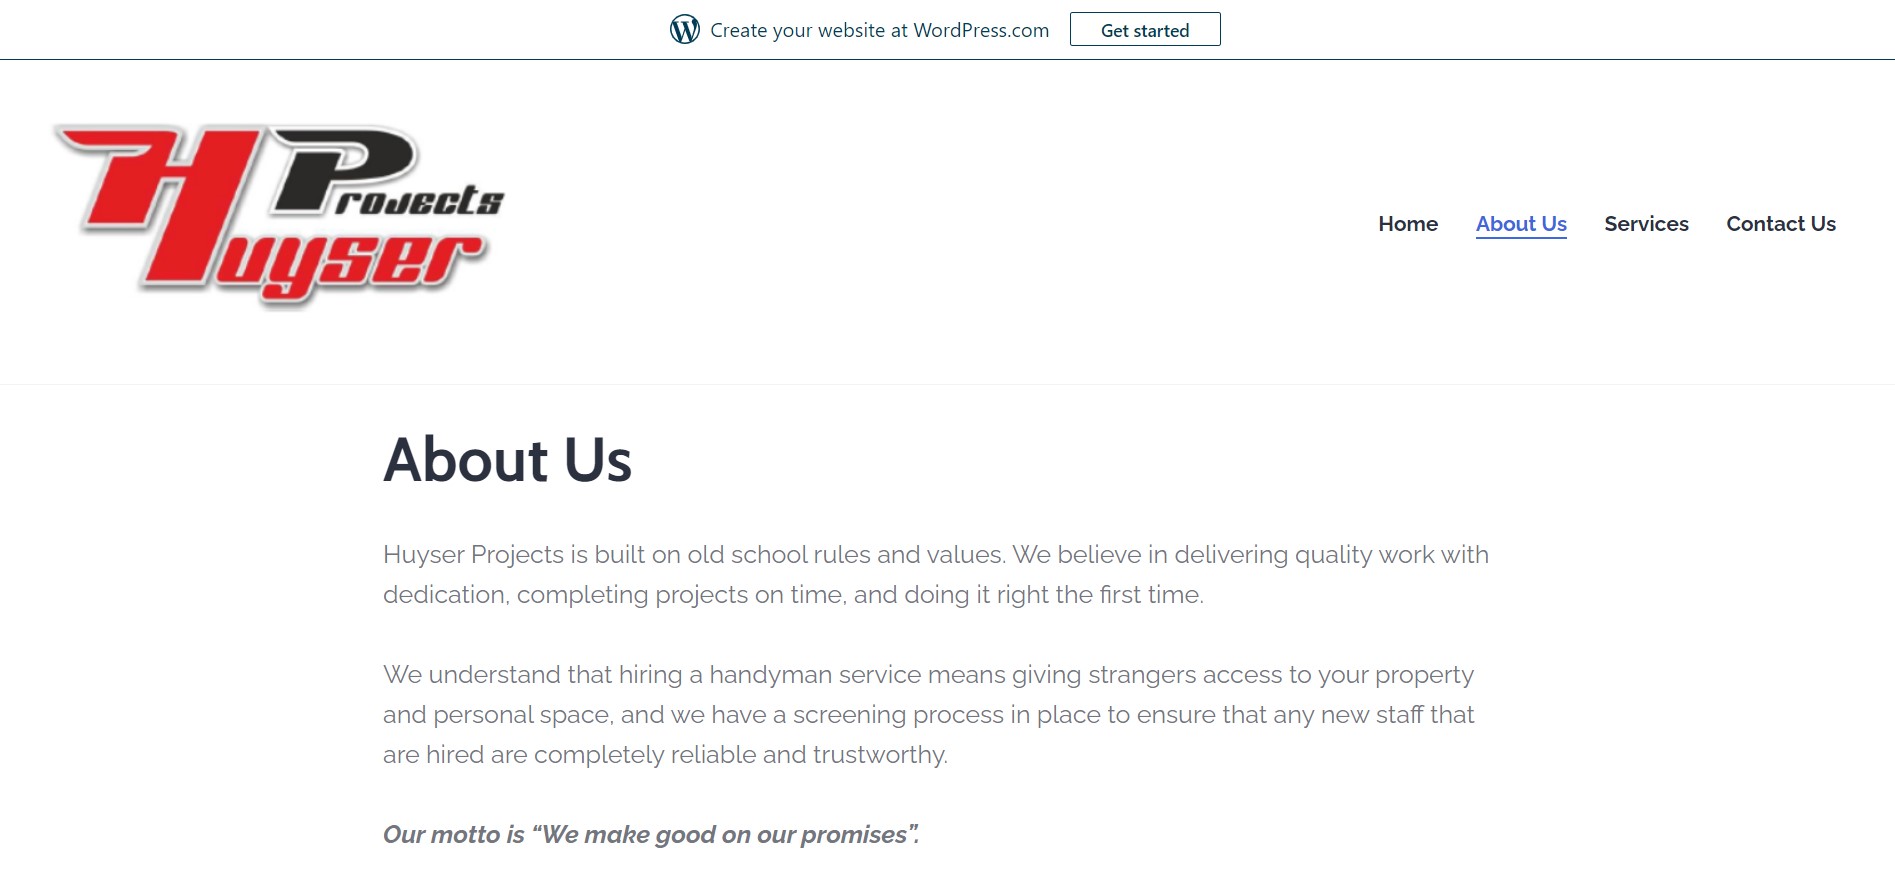 Create your website at WordPress.com
Get started
HP
Projects
Huyser
Home
About Us
Services
Contact Us
About Us
Huyser Projects is built on old school rules and values. We believe in delivering quality work with
dedication, completing projects on time, and doing it right the first time.
We understand that hiring a handyman service means giving strangers access to your property
and personal space, and we have a screening process in place to ensure that any new staff that
are hired are completely reliable and trustworthy.
Our motto is “We make good on our promises”.